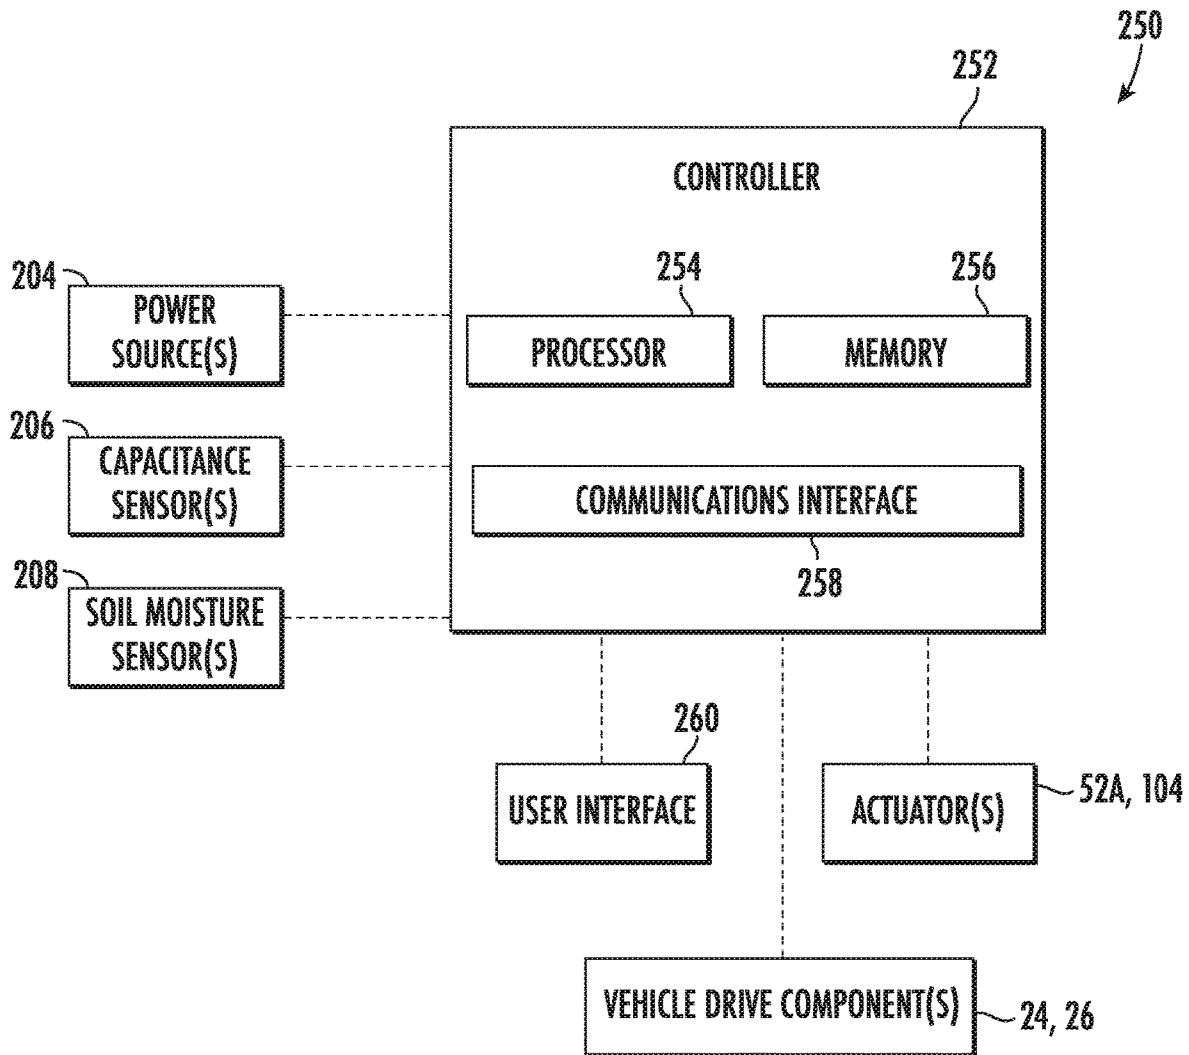 250
252
CONTROLLER
254
256
204
POWER
SOURCE(S)
PROCESSOR
MEMORY
206
CAPACITANCE
SENSOR(S)
COMMUNICATIONS INTERFACE
258
208
SOIL MOISTURE
SENSOR(S)
260
USER INTERFACE
ACTUATOR(S)
52A, 104
VEHICLE DRIVE COMPONENT(S)
24, 26